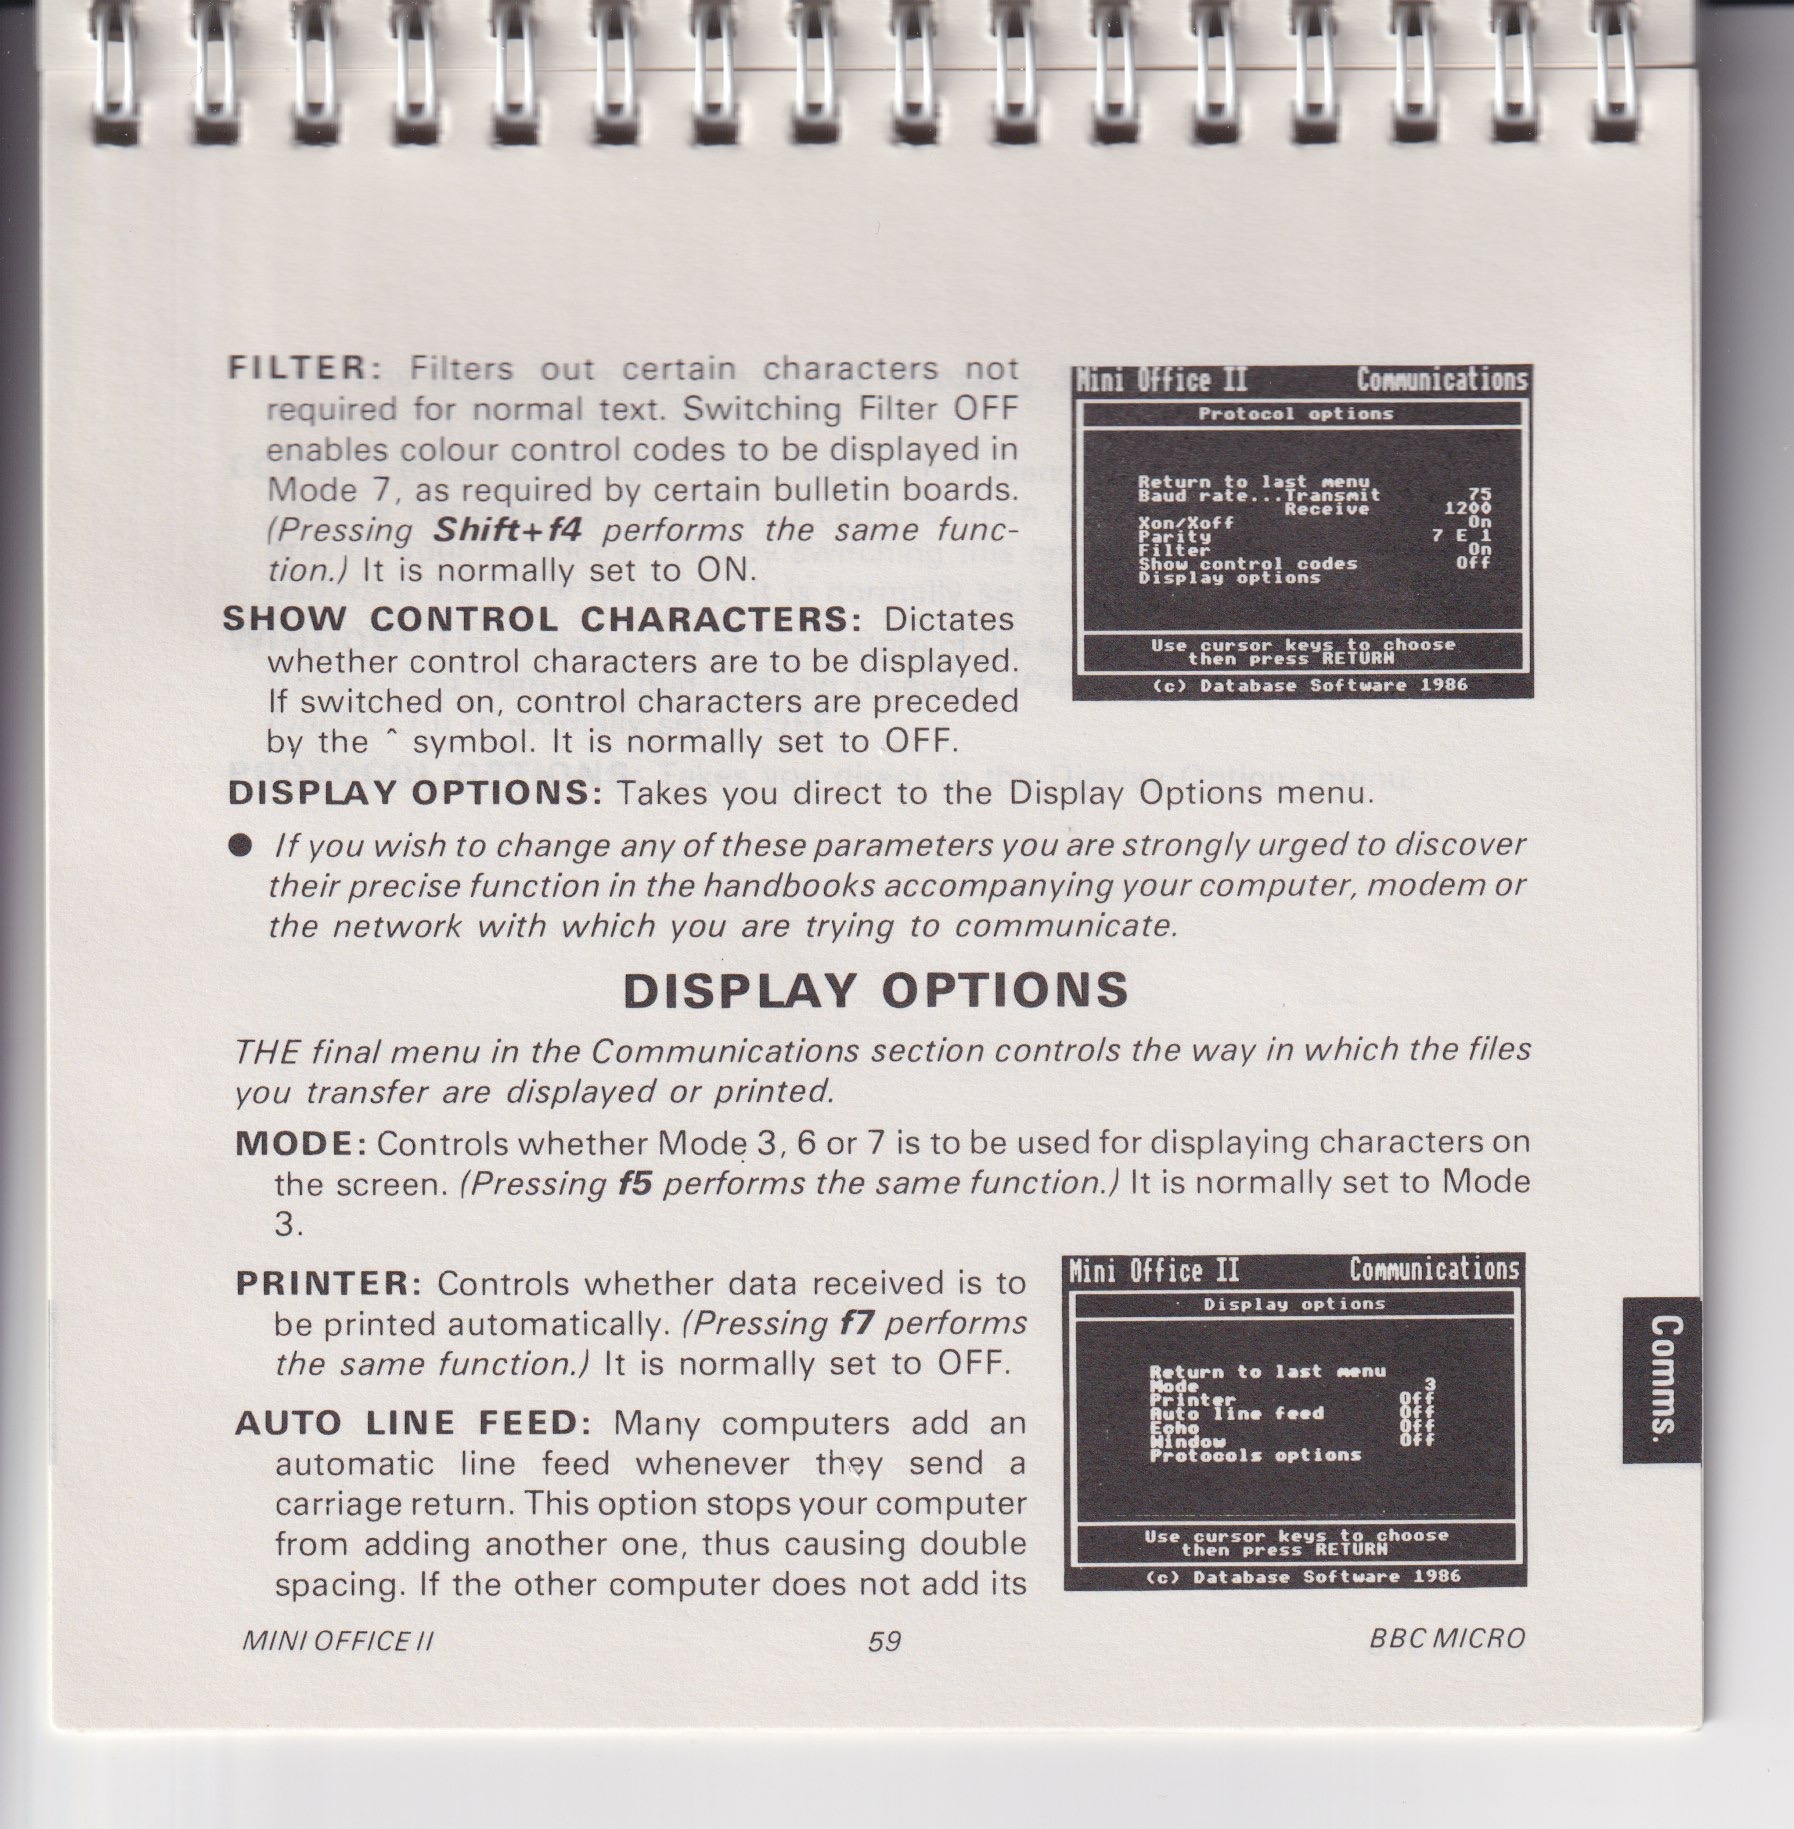 FILTER: Filters out certain characters not
required for normal text. Switching Filter OFF
enables colour control codes to be displayed in
Mode 7, as required by certain bulletin boards.
(Pressing Shift+f4 performs the same func-
tion.) It is normally set to ON.
SHOW CONTROL CHARACTERS: Dictates
whether control characters are to be displayed.
If switched on, control characters are preceded
by the ^ symbol. It is normally set to OFF.
Mini Office II Communications
Protocol options
Return to last menu
Baud rate...Transmit 75
Receive 1200
Xon/Xoff On
Parity 7 E 1
Filter On
Show control codes Off
Display options
Use cursor keys to choose
then press RETURN
(c) Database Software 1986
DISPLAY OPTIONS: Takes you direct to the Display Options menu.
● If you wish to change any of these parameters you are strongly urged to discover
their precise function in the handbooks accompanying your computer, modem or
the network with which you are trying to communicate.
DISPLAY OPTIONS
THE final menu in the Communications section controls the way in which the files
you transfer are displayed or printed.
MODE: Controls whether Mode 3, 6 or 7 is to be used for displaying characters on
the screen. (Pressing f5 performs the same function.) It is normally set to Mode
3.
PRINTER: Controls whether data received is to
be printed automatically. (Pressing f7 performs
the same function.) It is normally set to OFF.
AUTO LINE FEED: Many computers add an
automatic line feed whenever they send a
carriage return. This option stops your computer
from adding another one, thus causing double
spacing. If the other computer does not add its
Mini Office II Communications
Display options
Return to last menu
Mode 3
Printer Off
Auto line feed Off
Echo Off
Window Off
Protocols options
Use cursor keys to choose
then press RETURN
(c) Database Software 1986
Comms.
MINI OFFICE II 59 BBC MICRO